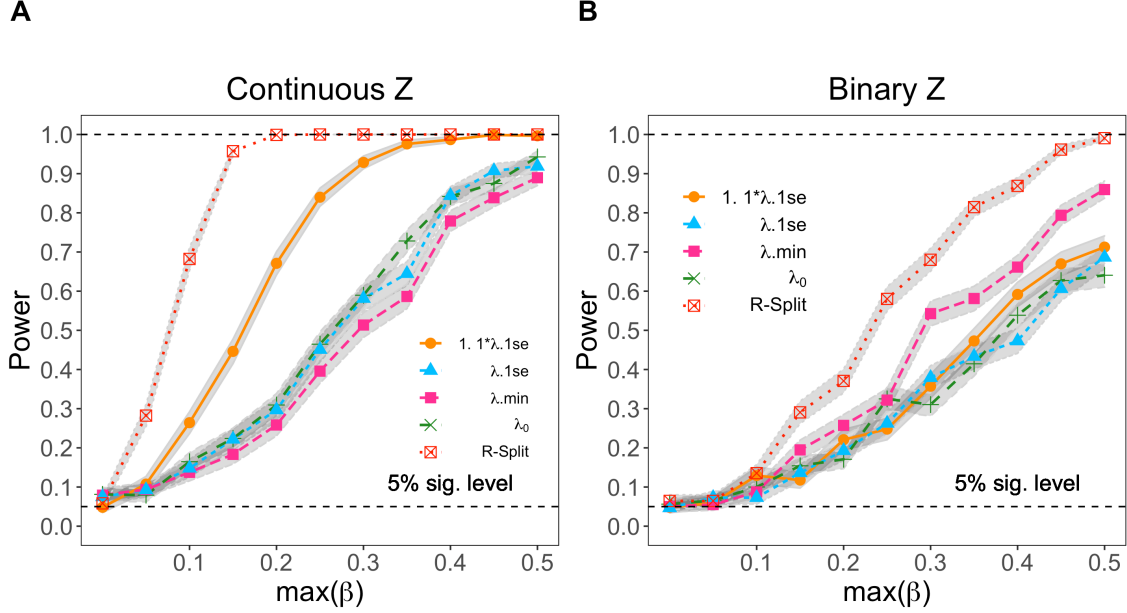 A
B
Continuous Z
Binary Z
Power
1.0
0.9
0.8
0.7
0.6
0.5
0.4
0.3
0.2
0.1
0.0
1. 1*λ.1se
λ.1se
λ.min
λ₀
R-Split
5% sig. level
0.1 0.2 0.3 0.4 0.5
max(β)
Power
1.0
0.9
0.8
0.7
0.6
0.5
0.4
0.3
0.2
0.1
0.0
1. 1*λ.1se
λ.1se
λ.min
λ₀
R-Split
5% sig. level
0.1 0.2 0.3 0.4 0.5
max(β)